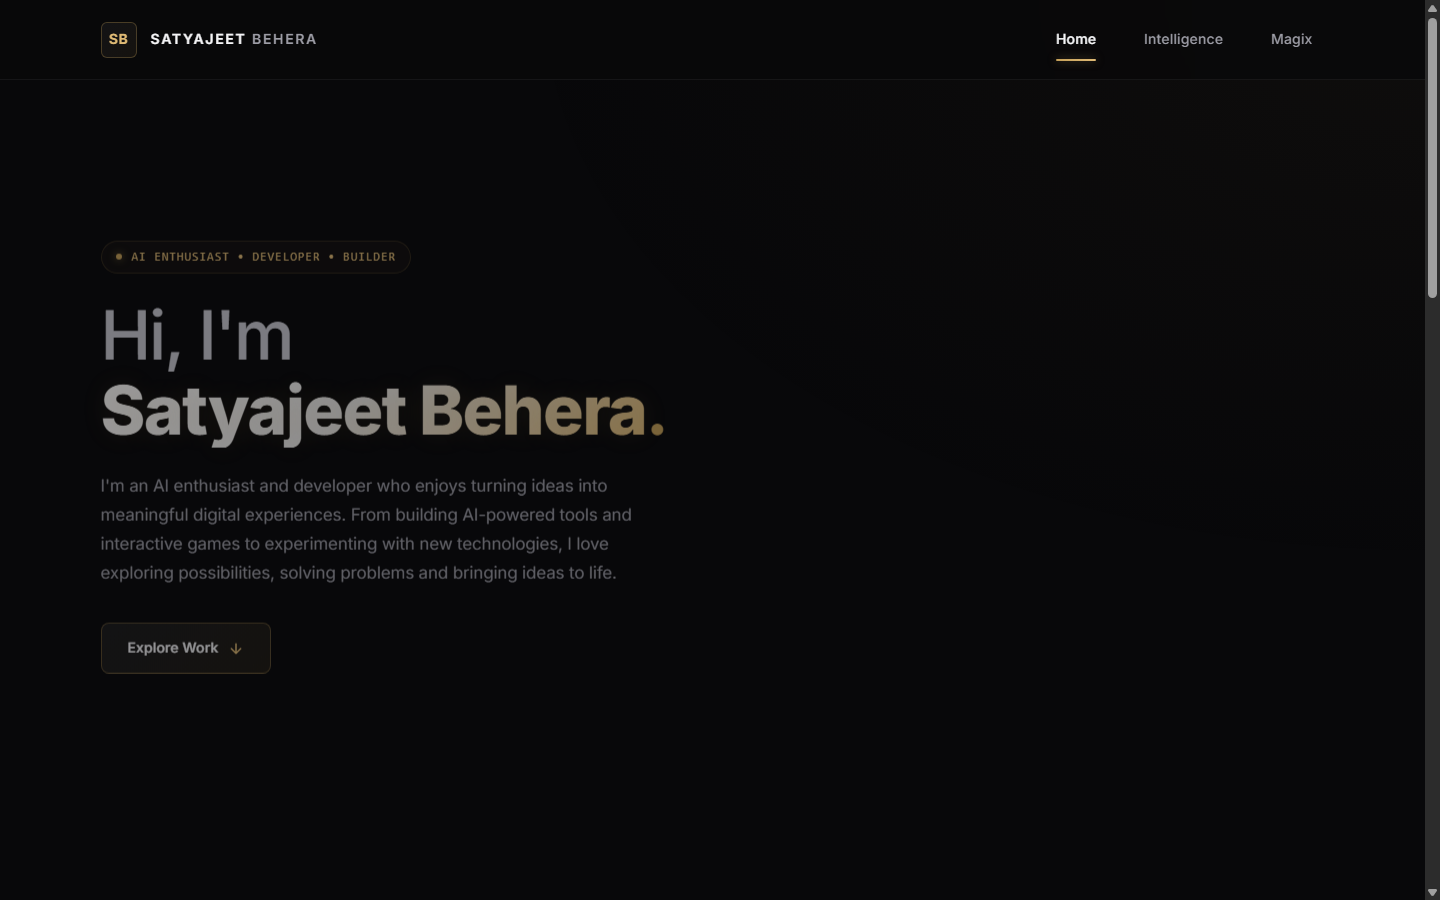 SB SATYAJEET BEHERA Home Intelligence Magix
AI ENTHUSIAST • DEVELOPER • BUILDER
Hi, I'm
Satyajeet Behera.
I'm an AI enthusiast and developer who enjoys turning ideas into
meaningful digital experiences. From building AI-powered tools and
interactive games to experimenting with new technologies, I love
exploring possibilities, solving problems and bringing ideas to life.
Explore Work ↓